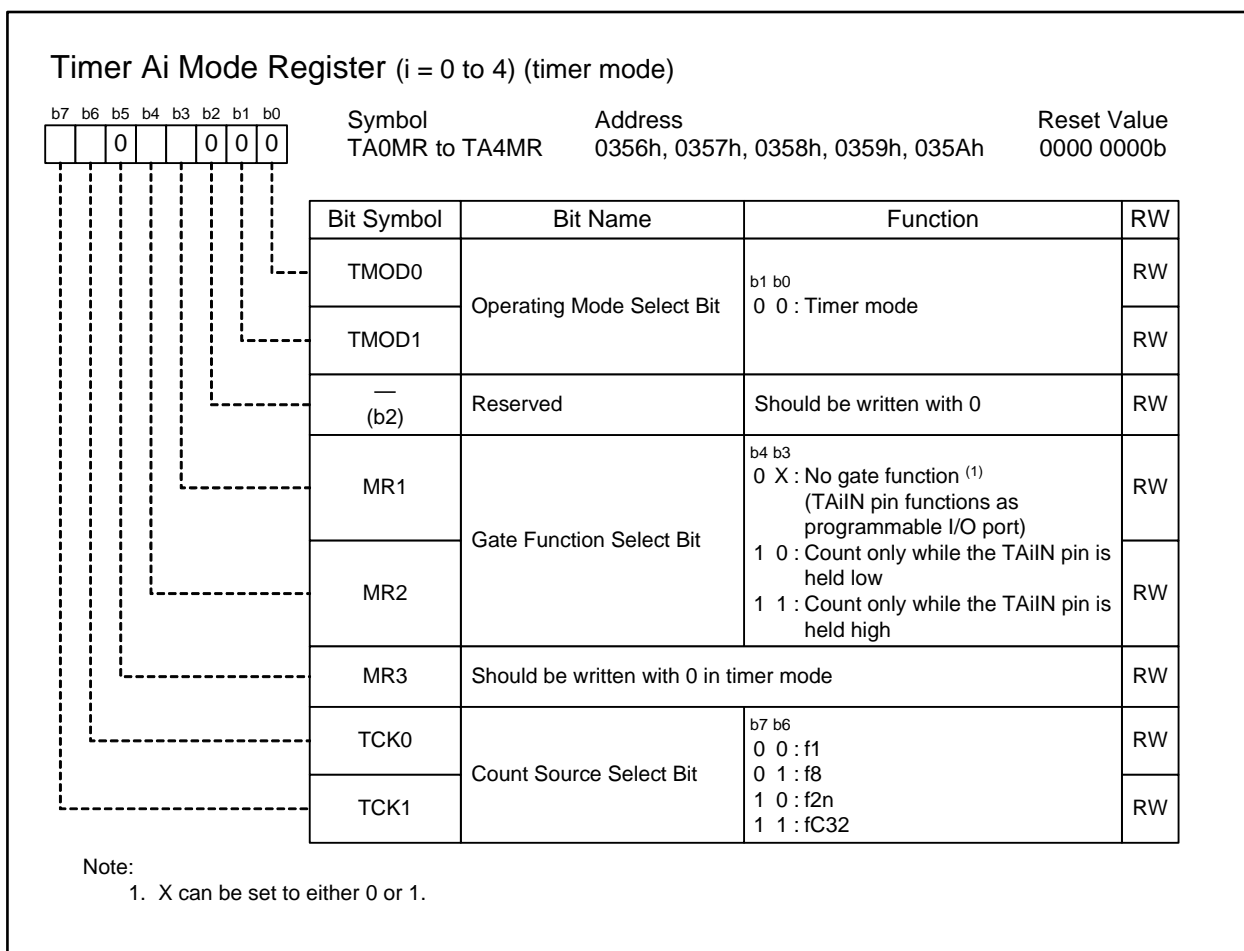 Timer Ai Mode Register (i = 0 to 4) (timer mode)
b7 b6 b5 b4 b3 b2 b1 b0
0 0 0 0
Symbol Address Reset Value
TA0MR to TA4MR 0356h, 0357h, 0358h, 0359h, 035Ah 0000 0000b
Bit Symbol Bit Name Function RW
TMOD0 RW
Operating Mode Select Bit
b1 b0
0 0 : Timer mode
TMOD1 RW
—
(b2) Reserved Should be written with 0 RW
MR1 RW
Gate Function Select Bit
b4 b3
0 X : No gate function (1)
(TAiIN pin functions as
programmable I/O port)
1 0 : Count only while the TAiIN pin is
held low
1 1 : Count only while the TAiIN pin is
held high
MR2 RW
MR3 Should be written with 0 in timer mode RW
TCK0 RW
Count Source Select Bit
b7 b6
0 0 : f1
0 1 : f8
1 0 : f2n
1 1 : fC32
TCK1 RW
Note:
1. X can be set to either 0 or 1.